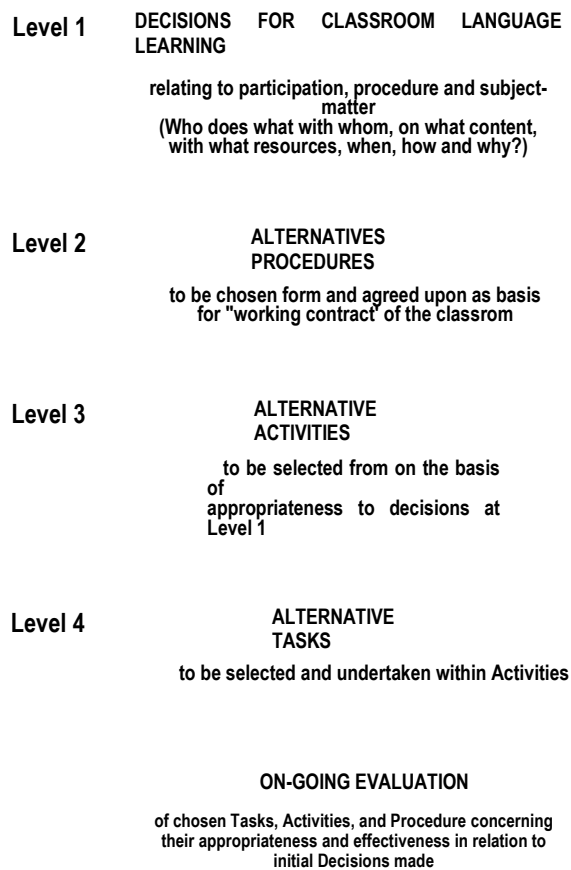 Level 1
DECISIONS FOR CLASSROOM LANGUAGE
LEARNING
relating to participation, procedure and subject-
matter
(Who does what with whom, on what content,
with what resources, when, how and why?)
Level 2
ALTERNATIVES
PROCEDURES
to be chosen form and agreed upon as basis
for "working contract' of the classrom
Level 3
ALTERNATIVE
ACTIVITIES
to be selected from on the basis
of
appropriateness to decisions at
Level 1
Level 4
ALTERNATIVE
TASKS
to be selected and undertaken within Activities
ON-GOING EVALUATION
of chosen Tasks, Activities, and Procedure concerning
their appropriateness and effectiveness in relation to
initial Decisions made